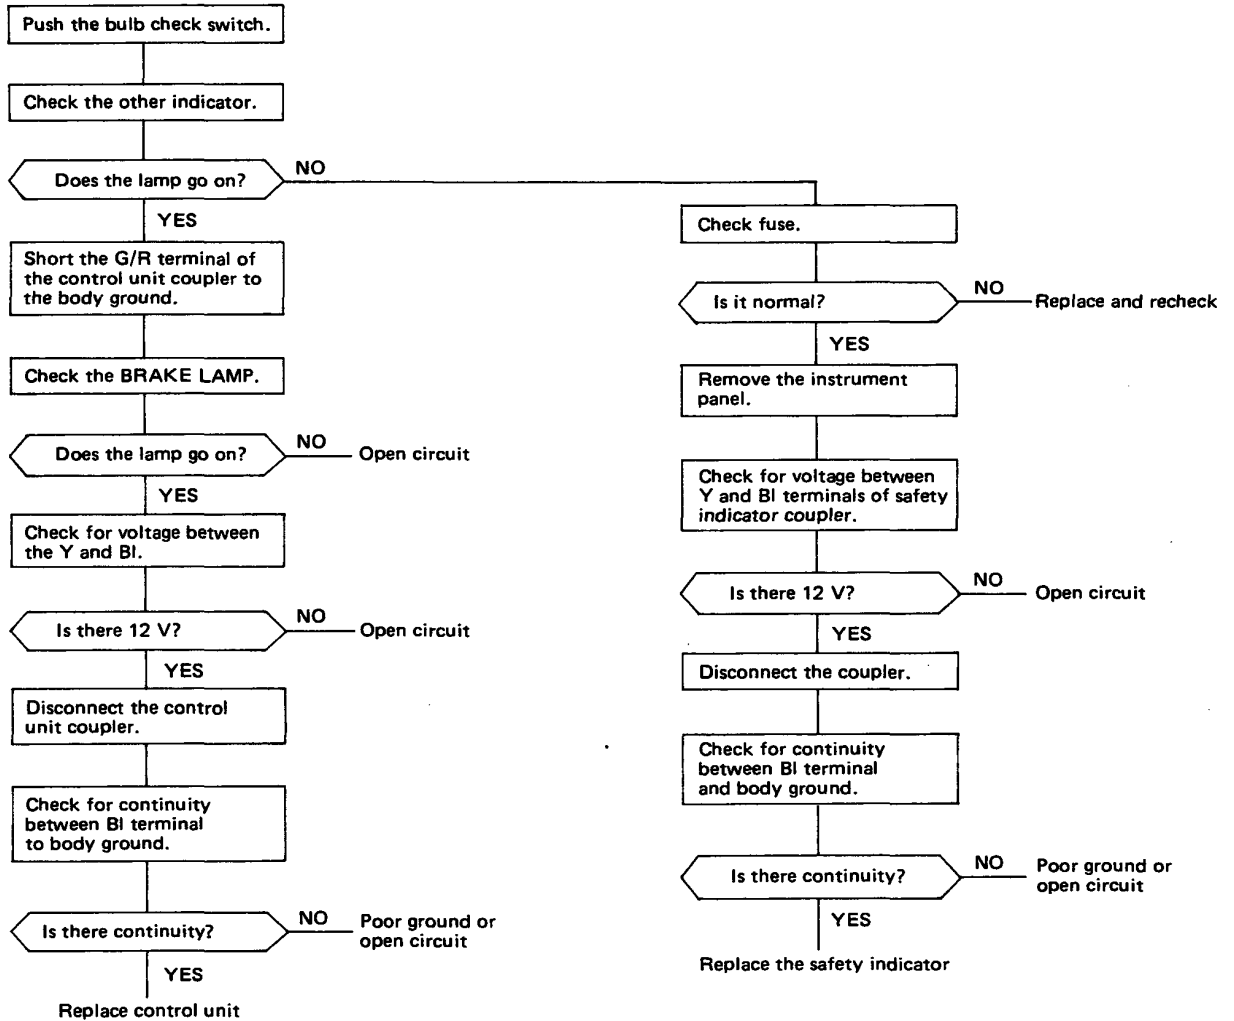 Push the bulb check switch.
Check the other indicator.
Does the lamp go on?
NO
YES
Short the G/R terminal of
the control unit coupler to
the body ground.
Check the BRAKE LAMP.
Does the lamp go on?
NO
Open circuit
YES
Check for voltage between
the Y and Bl.
Is there 12 V?
NO
Open circuit
YES
Disconnect the control
unit coupler.
Check for continuity
between Bl terminal
to body ground.
Is there continuity?
NO
Poor ground or
open circuit
YES
Replace control unit
Check fuse.
Is it normal?
NO
Replace and recheck
YES
Remove the instrument
panel.
Check for voltage between
Y and Bl terminals of safety
indicator coupler.
Is there 12 V?
NO
Open circuit
YES
Disconnect the coupler.
Check for continuity
between Bl terminal
and body ground.
Is there continuity?
NO
Poor ground or
open circuit
YES
Replace the safety indicator